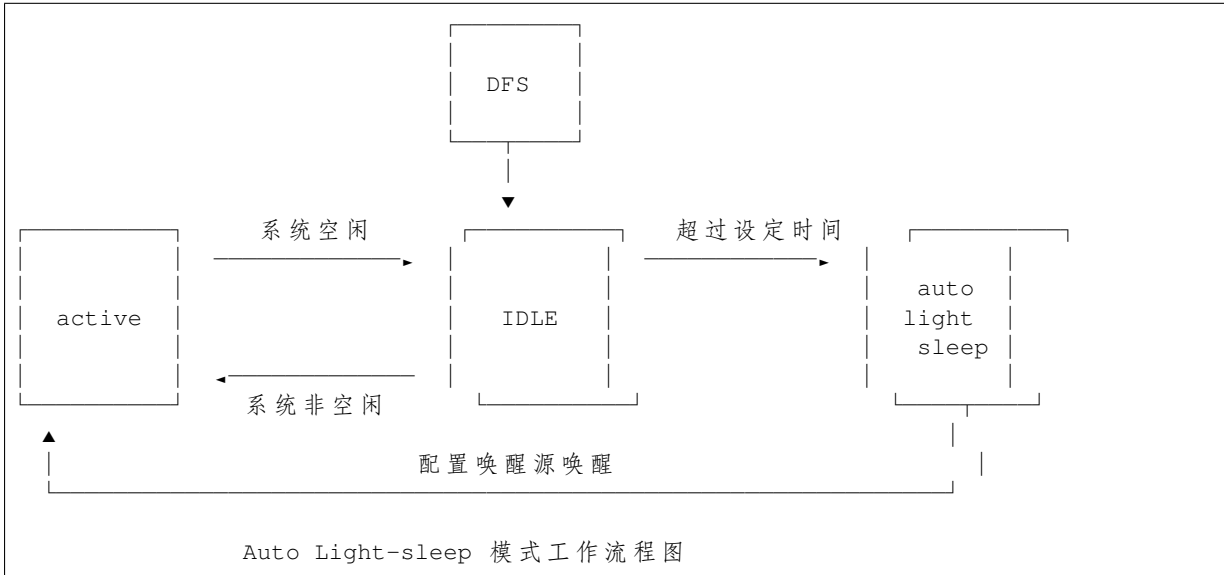 DFS
系统空闲
超过设定时间
active
IDLE
auto
light
sleep
系统非空闲
配置唤醒源唤醒
Auto Light-sleep 模式工作流程图